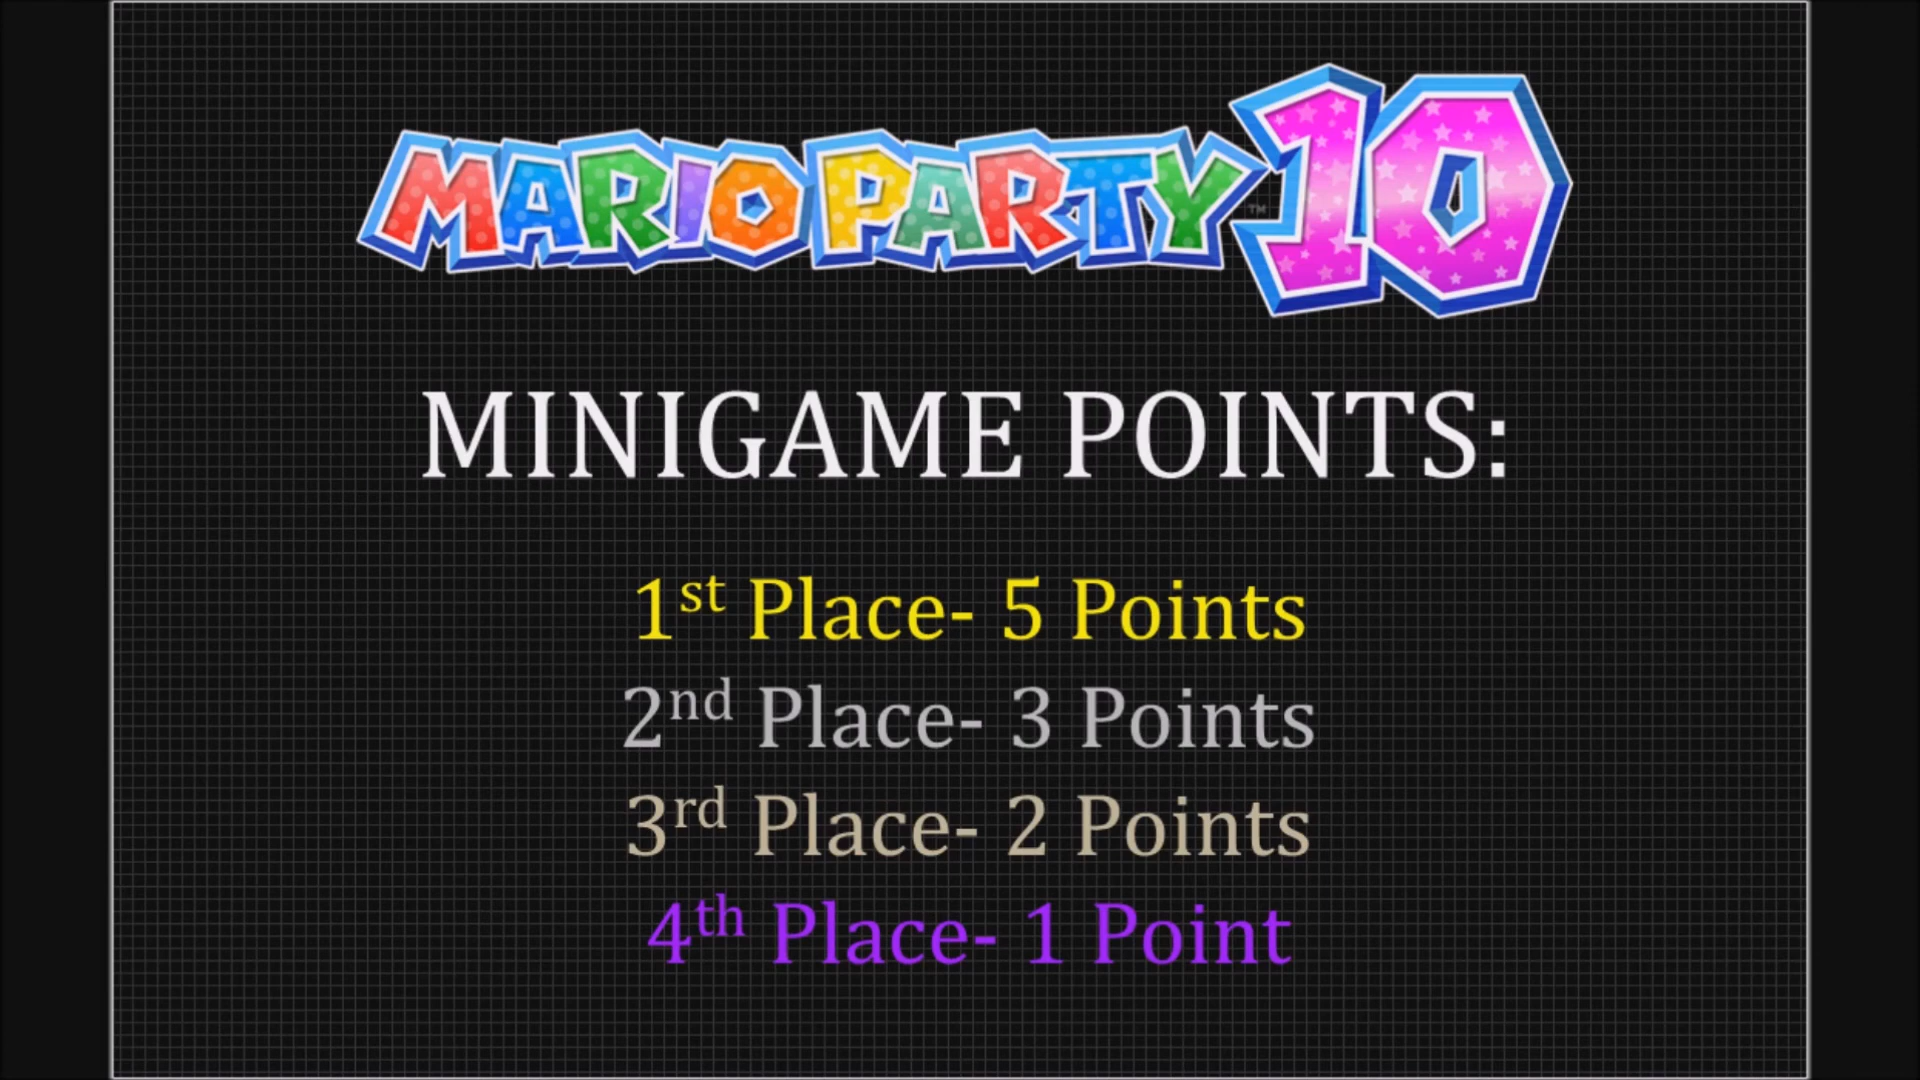 MARIO PARTY™ 10
MINIGAME POINTS:
1st Place- 5 Points
2nd Place- 3 Points
3rd Place- 2 Points
4th Place- 1 Point